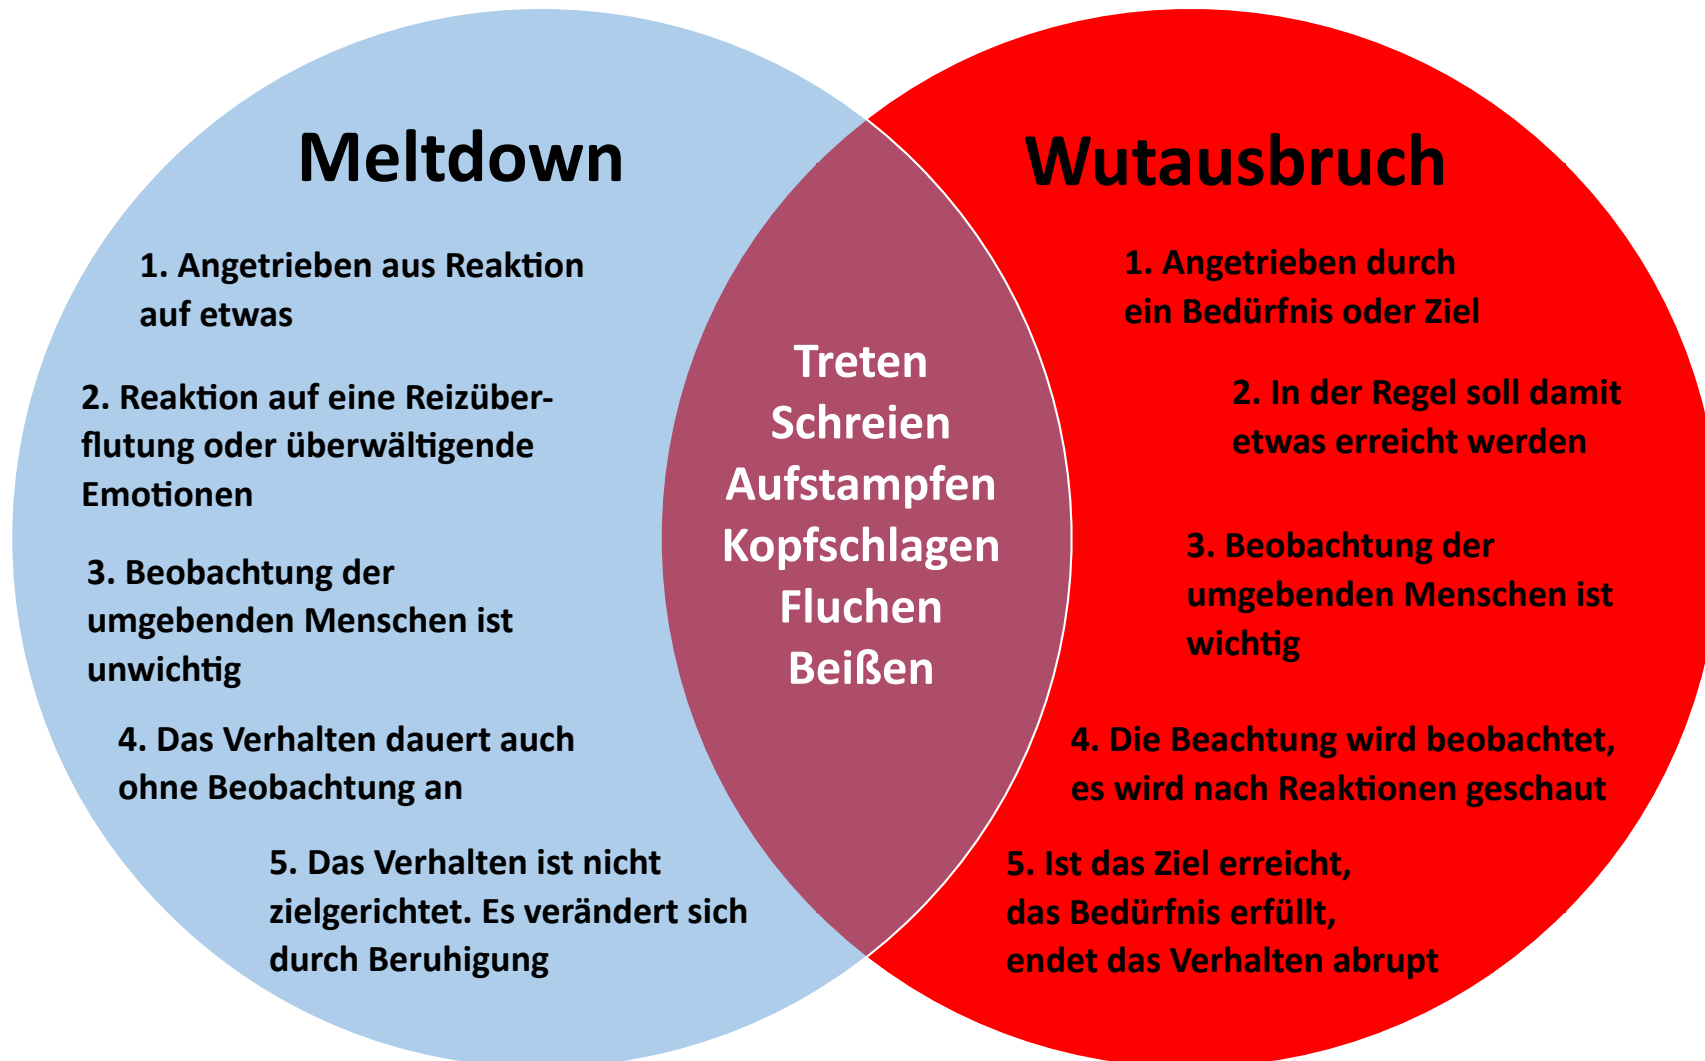 Meltdown
1. Angetrieben aus Reaktion
auf etwas
2. Reaktion auf eine Reizüber-
flutung oder überwältigende
Emotionen
3. Beobachtung der
umgebenden Menschen ist
unwichtig
4. Das Verhalten dauert auch
ohne Beobachtung an
5. Das Verhalten ist nicht
zielgerichtet. Es verändert sich
durch Beruhigung
Treten
Schreien
Aufstampfen
Kopfschlagen
Fluchen
Beißen
Wutausbruch
1. Angetrieben durch
ein Bedürfnis oder Ziel
2. In der Regel soll damit
etwas erreicht werden
3. Beobachtung der
umgebenden Menschen ist
wichtig
4. Die Beachtung wird beobachtet,
es wird nach Reaktionen geschaut
5. Ist das Ziel erreicht,
das Bedürfnis erfüllt,
endet das Verhalten abrupt